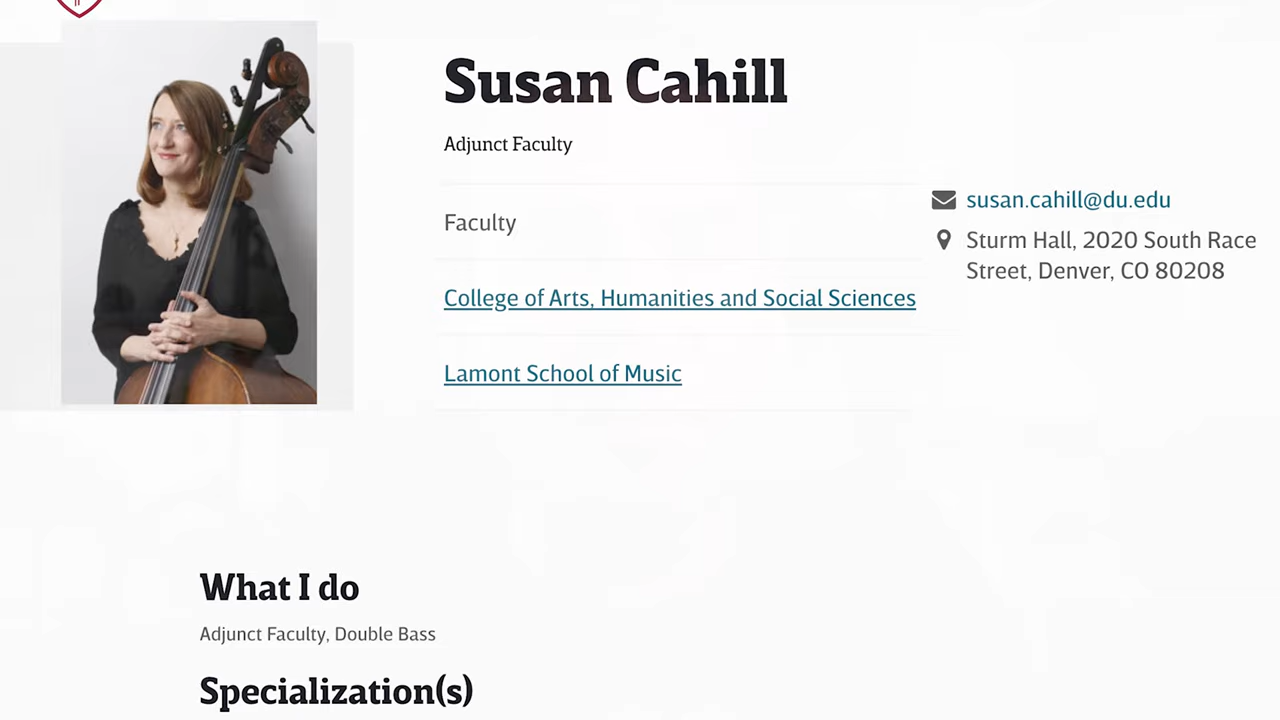 Susan Cahill
Adjunct Faculty
Faculty
College of Arts, Humanities and Social Sciences
Lamont School of Music
susan.cahill@du.edu
Sturm Hall, 2020 South Race
Street, Denver, CO 80208
What I do
Adjunct Faculty, Double Bass
Specialization(s)